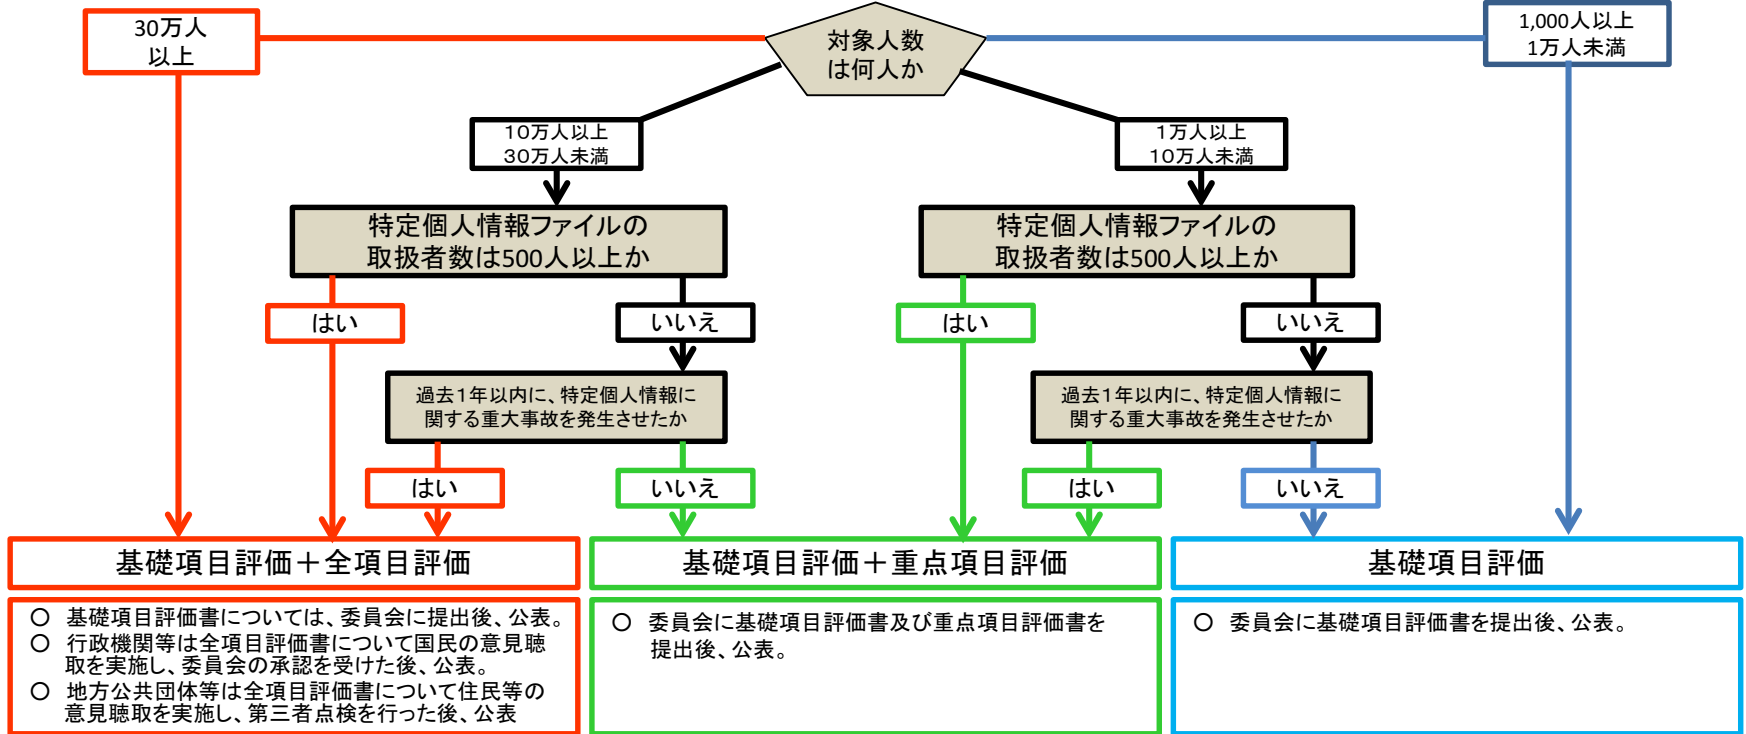 30万人
以上
対象人数
は何人か
1,000人以上
1万人未満
10万人以上
30万人未満
1万人以上
10万人未満
特定個人情報ファイルの
取扱者数は500人以上か
特定個人情報ファイルの
取扱者数は500人以上か
はい
いいえ
はい
いいえ
過去1年以内に、特定個人情報に
関する重大事故を発生させたか
過去1年以内に、特定個人情報に
関する重大事故を発生させたか
はい
いいえ
はい
いいえ
基礎項目評価＋全項目評価
基礎項目評価＋重点項目評価
基礎項目評価
○ 基礎項目評価書については、委員会に提出後、公表。
○ 行政機関等は全項目評価書について国民の意見聴
取を実施し、委員会の承認を受けた後、公表。
○ 地方公共団体等は全項目評価書について住民等の
意見聴取を実施し、第三者点検を行った後、公表
○ 委員会に基礎項目評価書及び重点項目評価書を
提出後、公表。
○ 委員会に基礎項目評価書を提出後、公表。